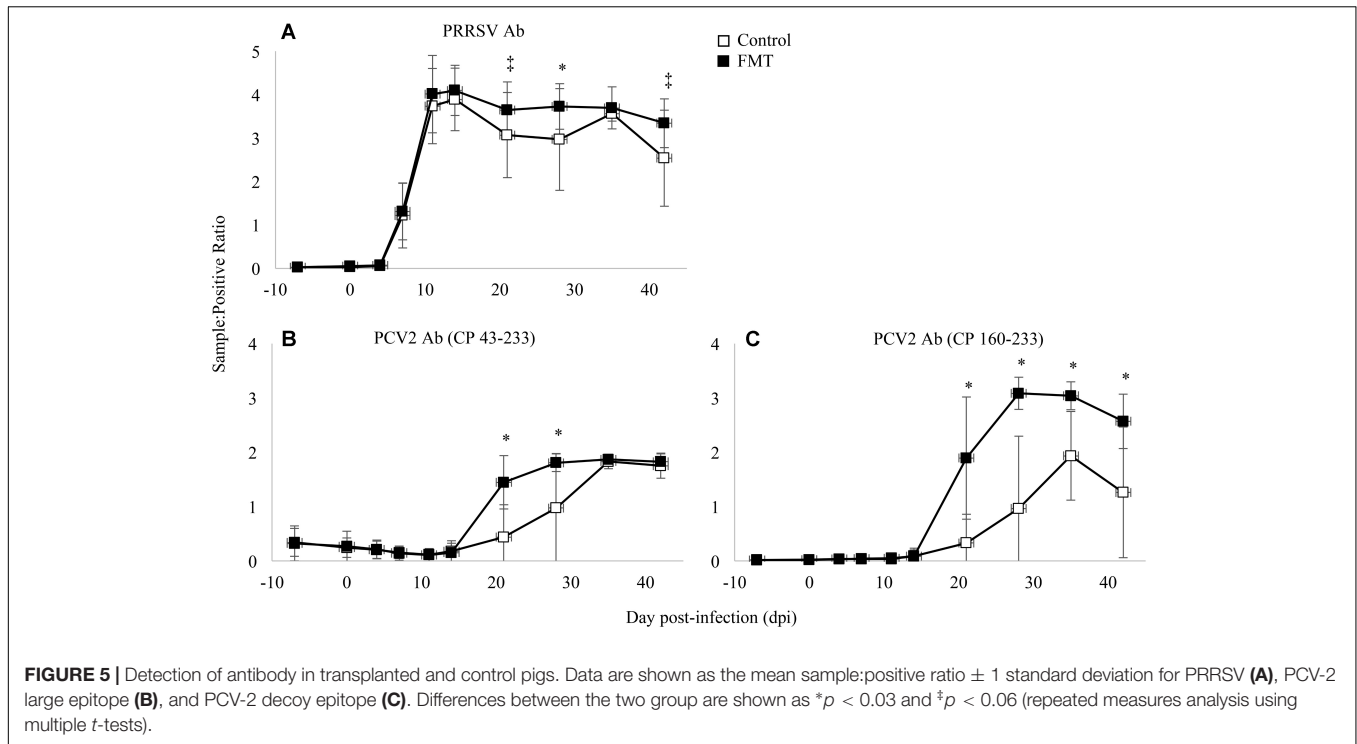 A
PRRSV Ab
Control
FMT
5
4
3
2
1
0
‡
*
‡
-10 0 10 20 30 40
Sample:Positive Ratio
B
PCV2 Ab (CP 43-233)
4
3
2
1
0
*
*
-10 0 10 20 30 40
C
PCV2 Ab (CP 160-233)
4
3
2
1
0
*
*
*
*
-10 0 10 20 30 40
Day post-infection (dpi)
FIGURE 5 | Detection of antibody in transplanted and control pigs. Data are shown as the mean sample:positive ratio ± 1 standard deviation for PRRSV (A), PCV-2
large epitope (B), and PCV-2 decoy epitope (C). Differences between the two group are shown as *p < 0.03 and ‡p < 0.06 (repeated measures analysis using
multiple t-tests).